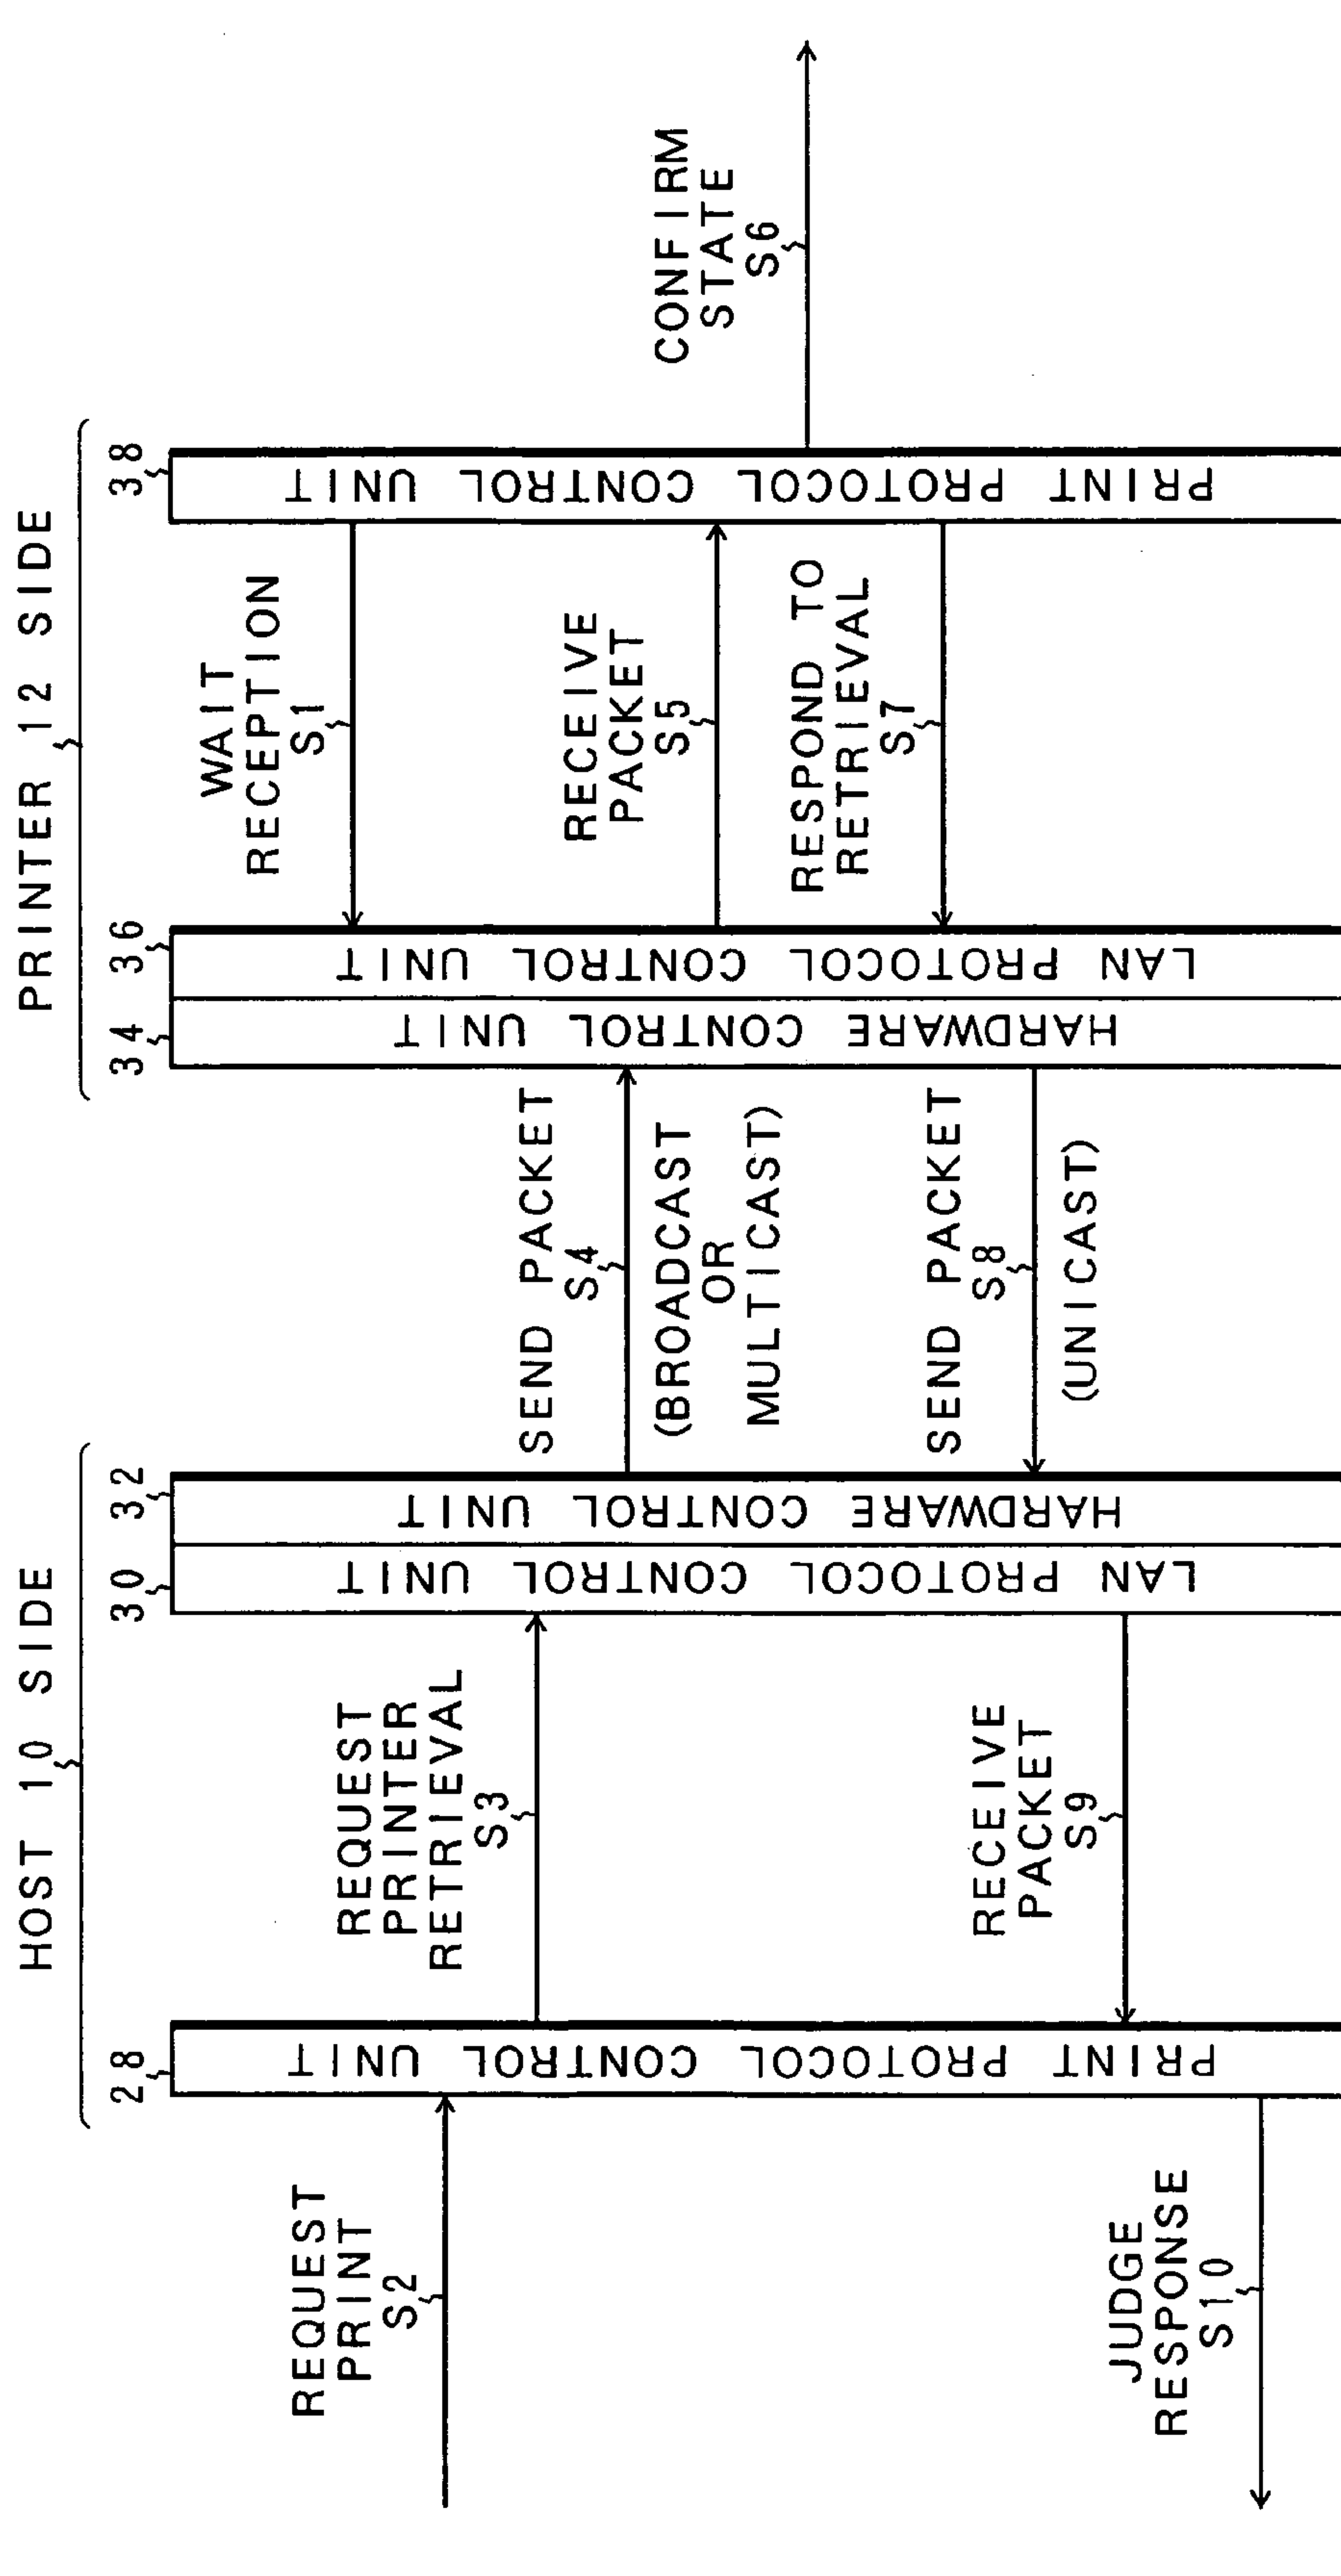 HOST 10 SIDE
PRINTER 12 SIDE
28
30
32
34
36
38
PRINT PROTOCOL CONTROL UNIT
LAN PROTOCOL CONTROL UNIT
HARDWARE CONTROL UNIT
HARDWARE CONTROL UNIT
LAN PROTOCOL CONTROL UNIT
PRINT PROTOCOL CONTROL UNIT
WAIT
RECEPTION
S1
REQUEST
PRINT
S2
REQUEST
PRINTER
RETRIEVAL
S3
SEND PACKET
S4
(BROADCAST
OR
MULTICAST)
RECEIVE
PACKET
S5
CONFIRM
STATE
S6
RESPOND TO
RETRIEVAL
S7
SEND PACKET
S8
(UNICAST)
RECEIVE
PACKET
S9
JUDGE
RESPONSE
S10